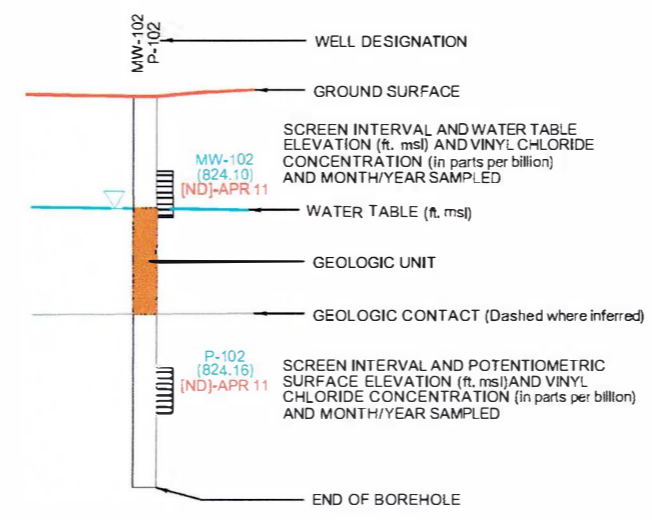 MW-102
P-102
WELL DESIGNATION
GROUND SURFACE
SCREEN INTERVAL AND WATER TABLE
ELEVATION (ft. msl) AND VINYL CHLORIDE
CONCENTRATION (in parts per billion)
AND MONTH/YEAR SAMPLED
MW-102
(824.10)
[ND]-APR 11
WATER TABLE (ft. msl)
GEOLOGIC UNIT
GEOLOGIC CONTACT (Dashed where inferred)
P-102
(824.16)
[ND]-APR 11
SCREEN INTERVAL AND POTENTIOMETRIC
SURFACE ELEVATION (ft. msl)AND VINYL
CHLORIDE CONCENTRATION (in parts per billion)
AND MONTH/YEAR SAMPLED
END OF BOREHOLE